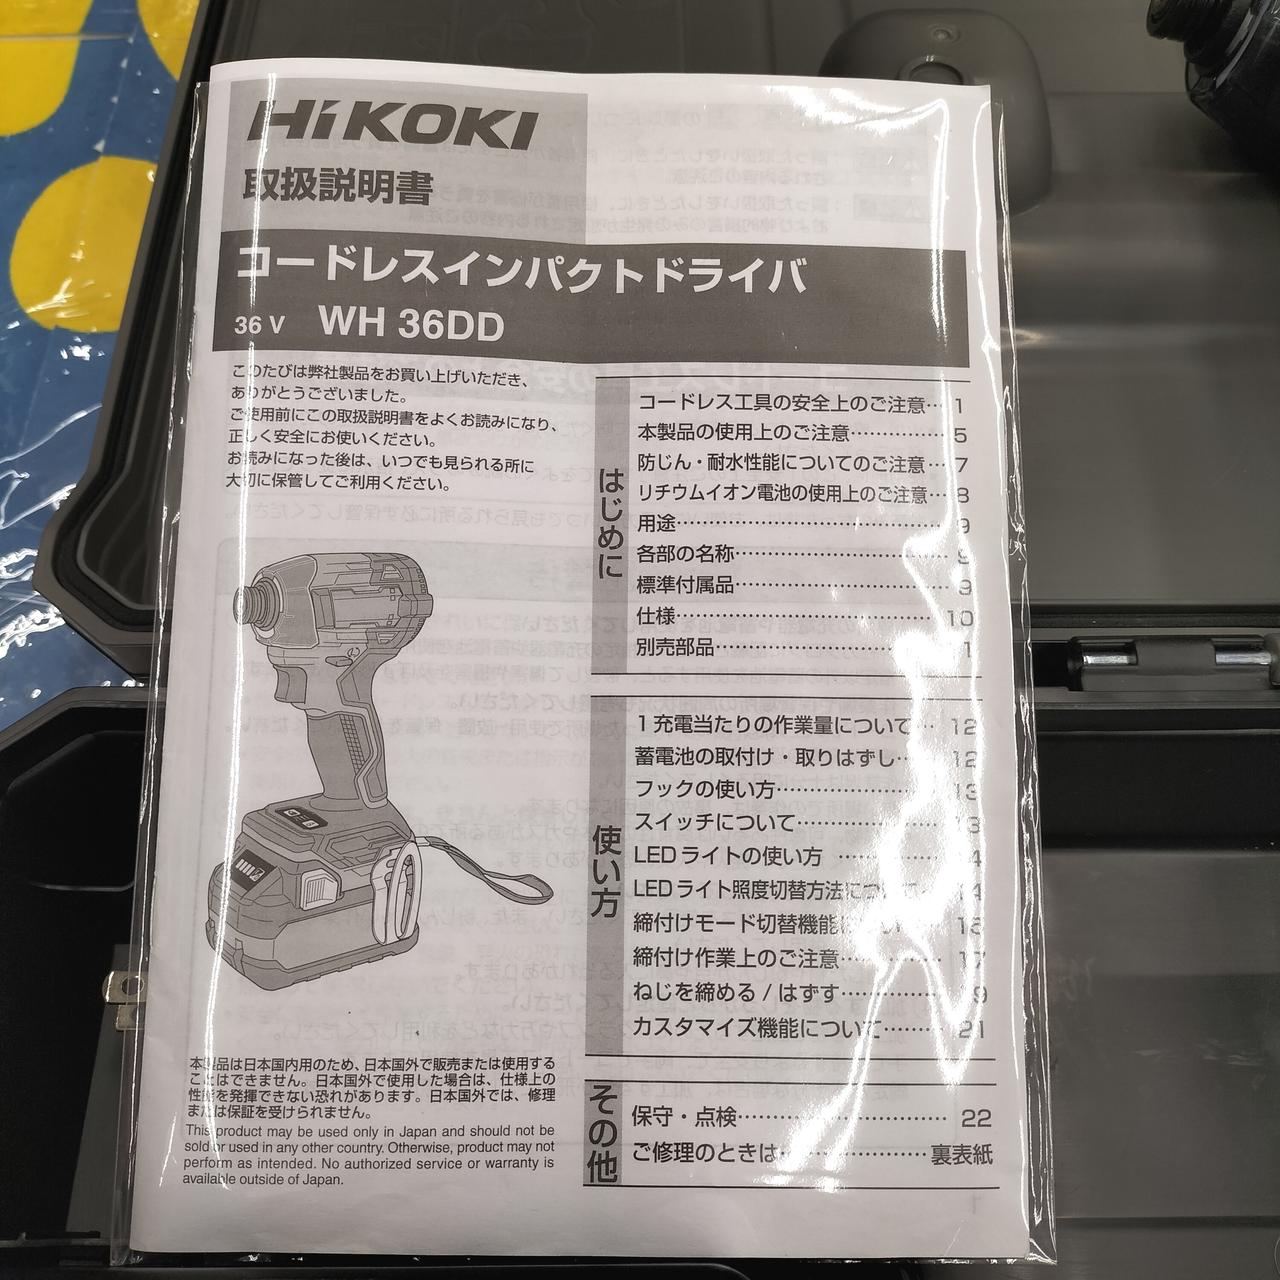 HiKOKI
取扱説明書
コードレスインパクトドライバ
36 V WH 36DD
このたびは弊社製品をお買い上げいただき、
ありがとうございました。
ご使用前にこの取扱説明書をよくお読みになり、
正しく安全にお使いください。
お読みになった後は、いつでも見られる所に
大切に保管してご利用ください。
はじめに
コードレス工具の安全上のご注意… 1
本製品の使用上のご注意…………… 5
防じん・耐水性能についてのご注意… 7
リチウムイオン電池の使用上のご注意… 8
用途…………………………………… 9
各部の名称…………………………… 9
標準付属品…………………………… 9
仕様…………………………………… 10
別売部品……………………………
使い方
1 充電当たりの作業量について… 12
蓄電池の取付け・取りはずし… 12
フックの使い方…………………… 13
スイッチについて………………… 13
LED ライトの使い方 …………… 14
LED ライト照度切替方法について… 14
締付けモード切替機能について…
締付け作業上のご注意…………… 17
ねじを締める / はずす…………… 19
カスタマイズ機能について……… 21
その他
保守・点検………………………… 22
ご修理のときは…………………… 裏表紙
本製品は日本国内用のため、日本国外で販売または使用する
ことはできません。日本国外で使用した場合は、仕様上の
性能を発揮できない恐れがあります。日本国外では、修理
または保証を受けられません。
This product may be used only in Japan and should not be
sold or used in any other country. Otherwise, product may not
perform as intended. No authorized service or warranty is
available outside of Japan.